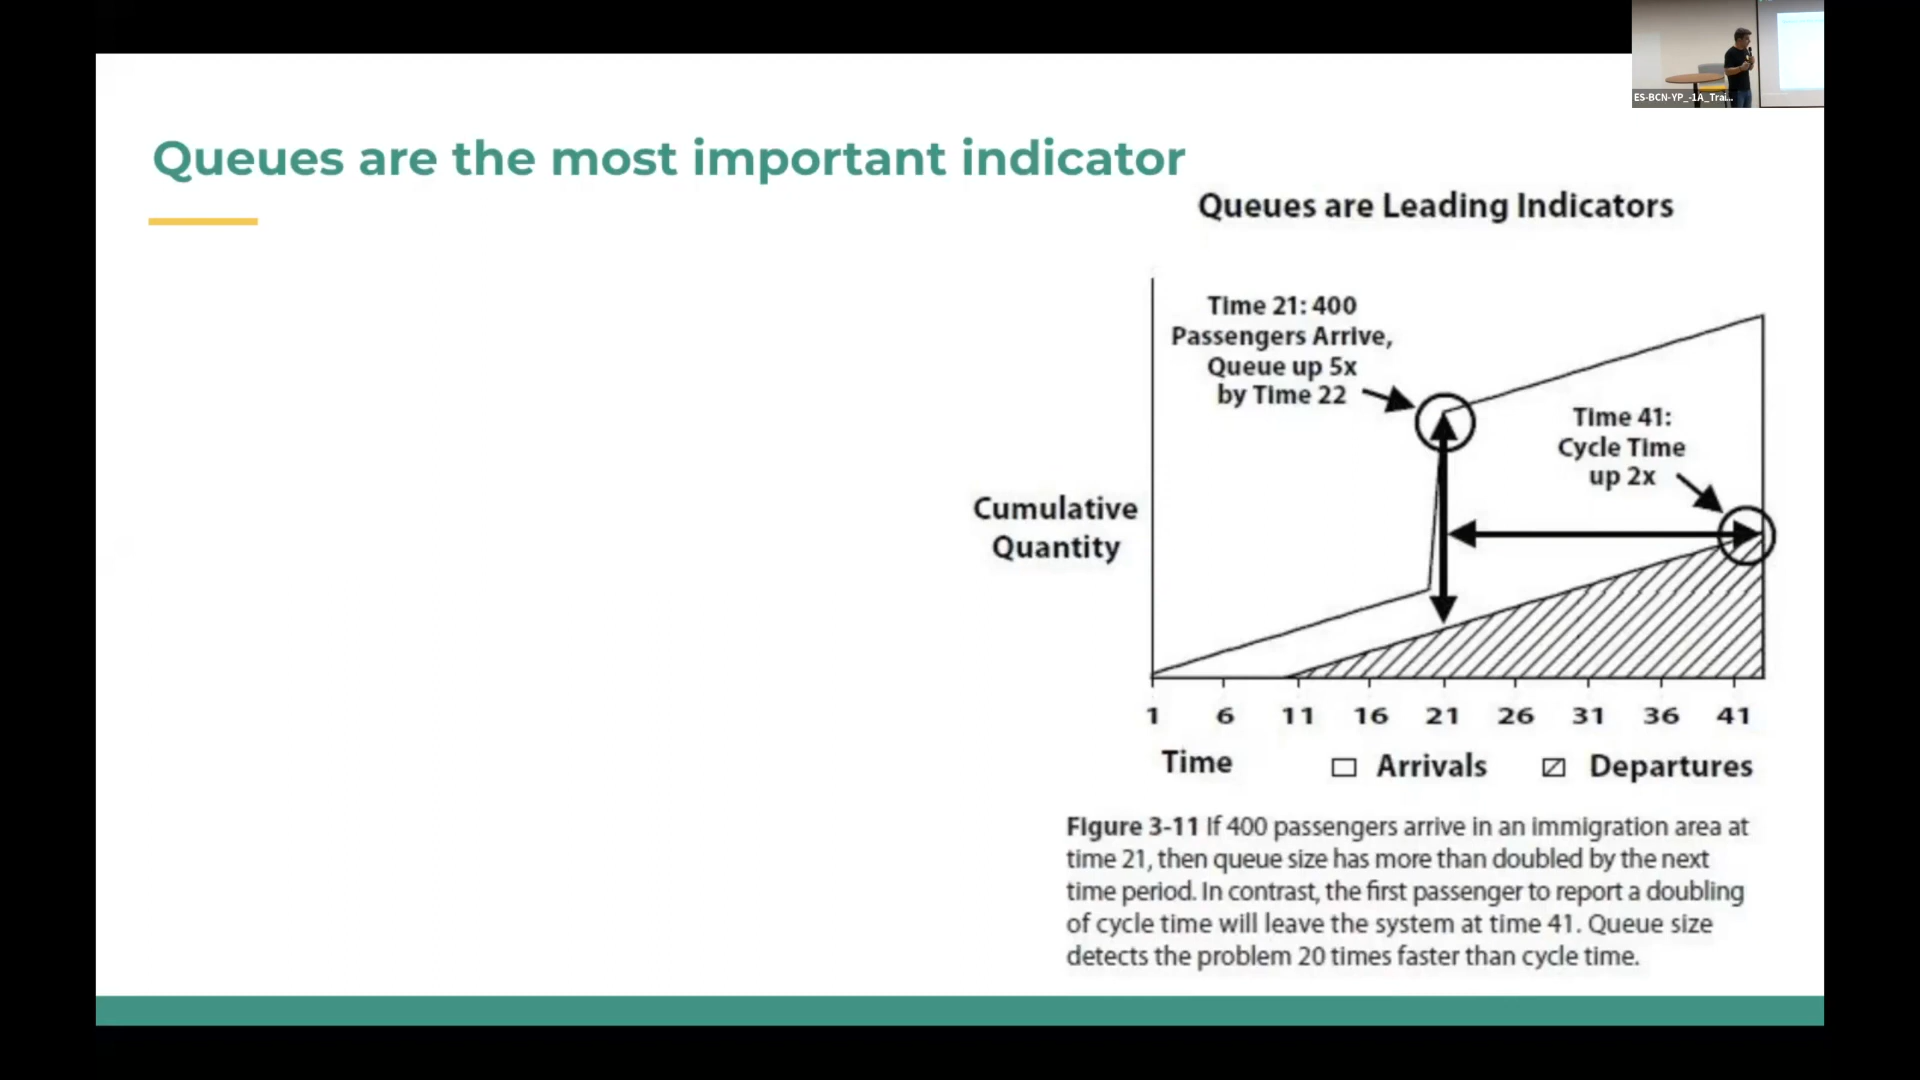 ES-BCN-YP_-1A_Trai...
Queues are the most important indicator
Queues are Leading Indicators
Time 21: 400
Passengers Arrive,
Queue up 5x
by Time 22
Time 41:
Cycle Time
up 2x
Cumulative
Quantity
1 6 11 16 21 26 31 36 41
Time Arrivals Departures
Figure 3-11 If 400 passengers arrive in an immigration area at
time 21, then queue size has more than doubled by the next
time period. In contrast, the first passenger to report a doubling
of cycle time will leave the system at time 41. Queue size
detects the problem 20 times faster than cycle time.